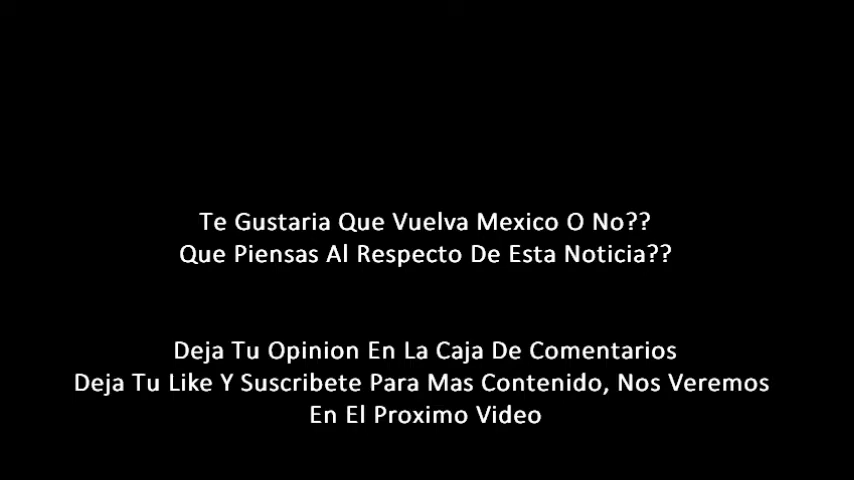 Te Gustaria Que Vuelva Mexico O No??
Que Piensas Al Respecto De Esta Noticia??
Deja Tu Opinion En La Caja De Comentarios
Deja Tu Like Y Suscribete Para Mas Contenido, Nos Veremos
En El Proximo Video